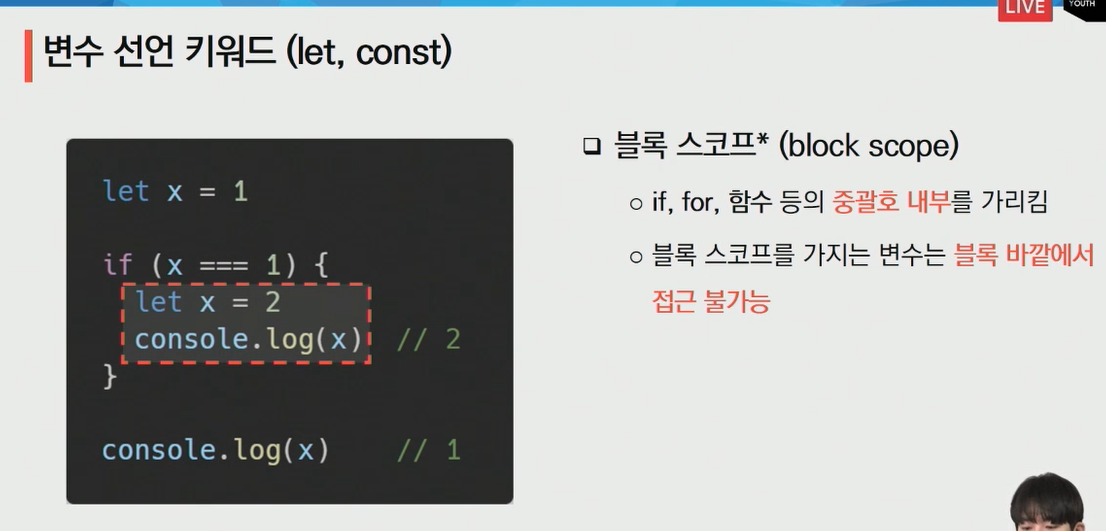 LIVE
YOUTH
변수 선언 키워드 (let, const)
let x = 1
if (x === 1) {
let x = 2
console.log(x) // 2
}
console.log(x) // 1
❏ 블록 스코프* (block scope)
○ if, for, 함수 등의 중괄호 내부를 가리킴
○ 블록 스코프를 가지는 변수는 블록 바깥에서
접근 불가능